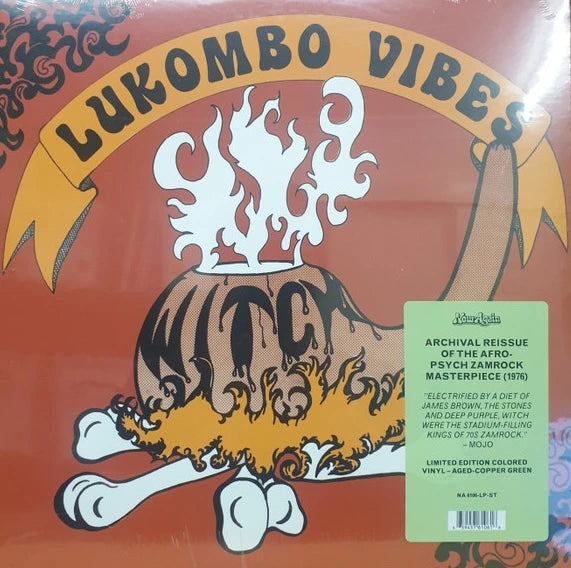 LUKOMBO VIBES
WITCH
Now-Again
ARCHIVAL REISSUE
OF THE AFRO-
PSYCH ZAMROCK
MASTERPIECE (1976)
"ELECTRIFIED BY A DIET OF
JAMES BROWN, THE STONES
AND DEEP PURPLE, WITCH
WERE THE STADIUM-FILLING
KINGS OF 70S ZAMROCK."
– MOJO
LIMITED EDITION COLORED
VINYL – AGED-COPPER GREEN
NA 4106-LP-ST